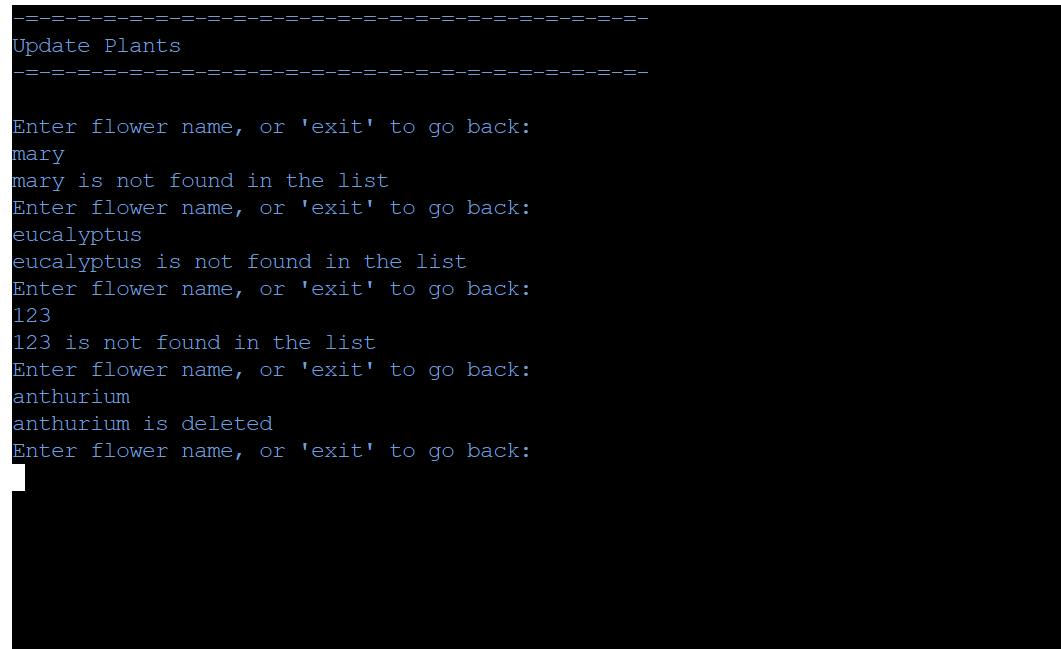 -=-=-=-=-=-=-=-=-=-=-=-=-=-=-=-=-=-=-=-=-=-=-=-=-
Update Plants
-=-=-=-=-=-=-=-=-=-=-=-=-=-=-=-=-=-=-=-=-=-=-=-=-
Enter flower name, or 'exit' to go back:
mary
mary is not found in the list
Enter flower name, or 'exit' to go back:
eucalyptus
eucalyptus is not found in the list
Enter flower name, or 'exit' to go back:
123
123 is not found in the list
Enter flower name, or 'exit' to go back:
anthurium
anthurium is deleted
Enter flower name, or 'exit' to go back: